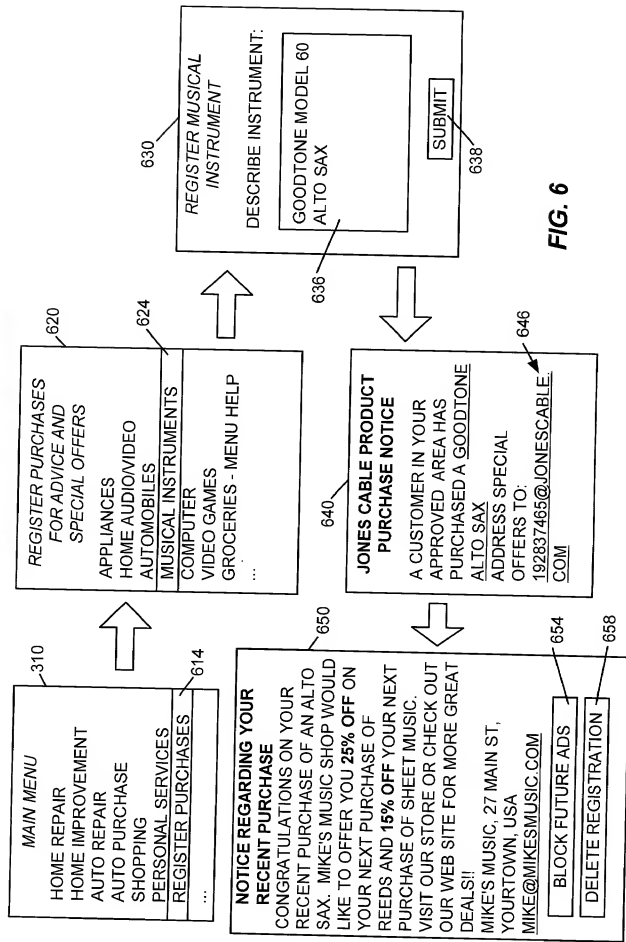 310
MAIN MENU
HOME REPAIR
HOME IMPROVEMENT
AUTO REPAIR
AUTO PURCHASE
SHOPPING
PERSONAL SERVICES
REGISTER PURCHASES
...
614
620
REGISTER PURCHASES
FOR ADVICE AND
SPECIAL OFFERS
APPLIANCES
HOME AUDIO/VIDEO
AUTOMOBILES
MUSICAL INSTRUMENTS
COMPUTER
VIDEO GAMES
GROCERIES - MENU HELP
...
624
630
REGISTER MUSICAL
INSTRUMENT
DESCRIBE INSTRUMENT:
GOODTONE MODEL 60
ALTO SAX
636
SUBMIT
638
640
JONES CABLE PRODUCT
PURCHASE NOTICE
A CUSTOMER IN YOUR
APPROVED AREA HAS
PURCHASED A GOODTONE
ALTO SAX
ADDRESS SPECIAL
OFFERS TO:
192837465@JONESCABLE.
COM
646
650
NOTICE REGARDING YOUR
RECENT PURCHASE
CONGRATULATIONS ON YOUR
RECENT PURCHASE OF AN ALTO
SAX. MIKE'S MUSIC SHOP WOULD
LIKE TO OFFER YOU 25% OFF ON
YOUR NEXT PURCHASE OF
REEDS AND 15% OFF YOUR NEXT
PURCHASE OF SHEET MUSIC.
VISIT OUR STORE OR CHECK OUT
OUR WEB SITE FOR MORE GREAT
DEALS!!
MIKE'S MUSIC, 27 MAIN ST,
YOURTOWN, USA
MIKE@MIKESMUSIC.COM
BLOCK FUTURE ADS
654
DELETE REGISTRATION
658
FIG. 6